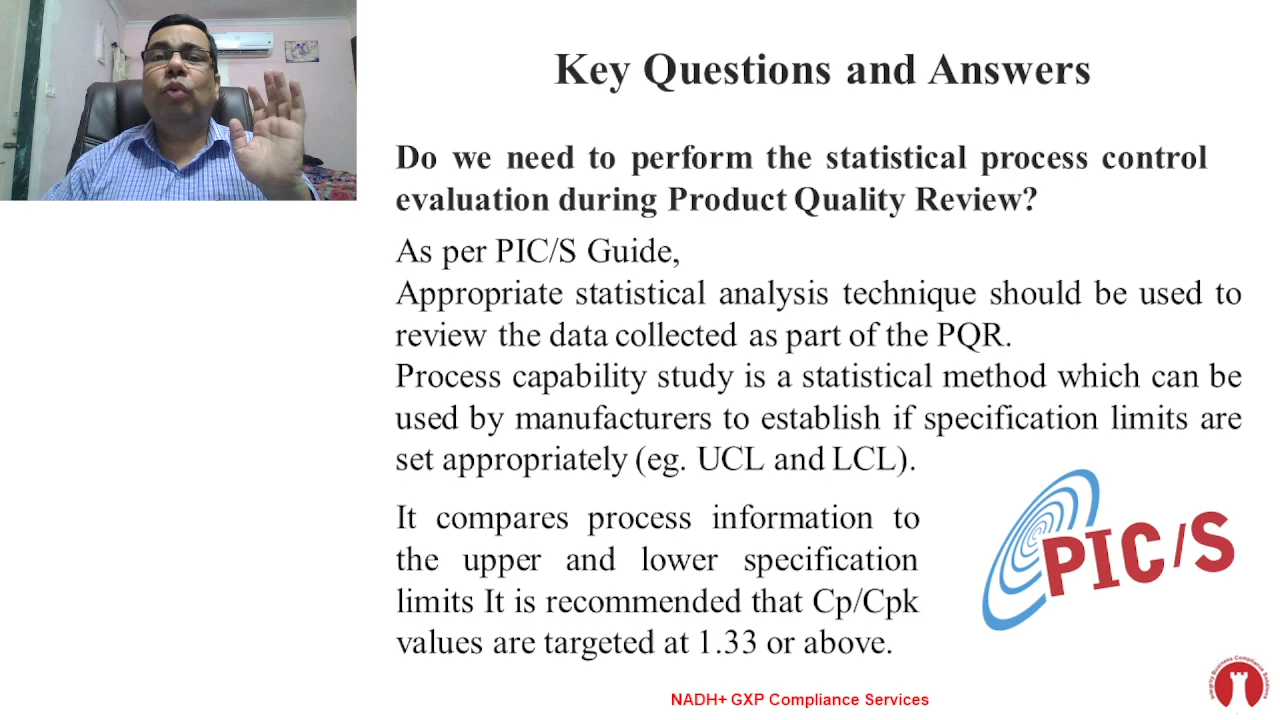 Key Questions and Answers
Do we need to perform the statistical process control
evaluation during Product Quality Review?
As per PIC/S Guide,
Appropriate statistical analysis technique should be used to
review the data collected as part of the PQR.
Process capability study is a statistical method which can be
used by manufacturers to establish if specification limits are
set appropriately (eg. UCL and LCL).
It compares process information to
the upper and lower specification
limits It is recommended that Cp/Cpk
values are targeted at 1.33 or above.
PIC/S
NADH+ GXP Compliance Services
Integrity Business Compliance Solutions